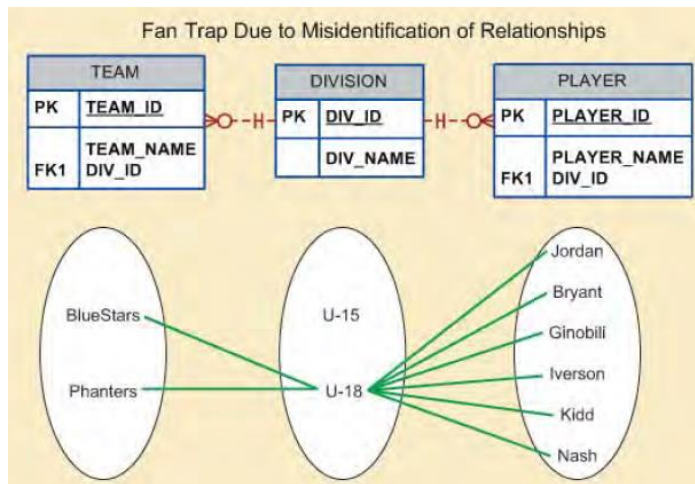 Fan Trap Due to Misidentification of Relationships
TEAM
PK TEAM_ID
TEAM_NAME
FK1 DIV_ID
DIVISION
PK DIV_ID
DIV_NAME
PLAYER
PK PLAYER_ID
PLAYER_NAME
FK1 DIV_ID
BlueStars
Phanters
U-15
U-18
Jordan
Bryant
Ginobili
Iverson
Kidd
Nash